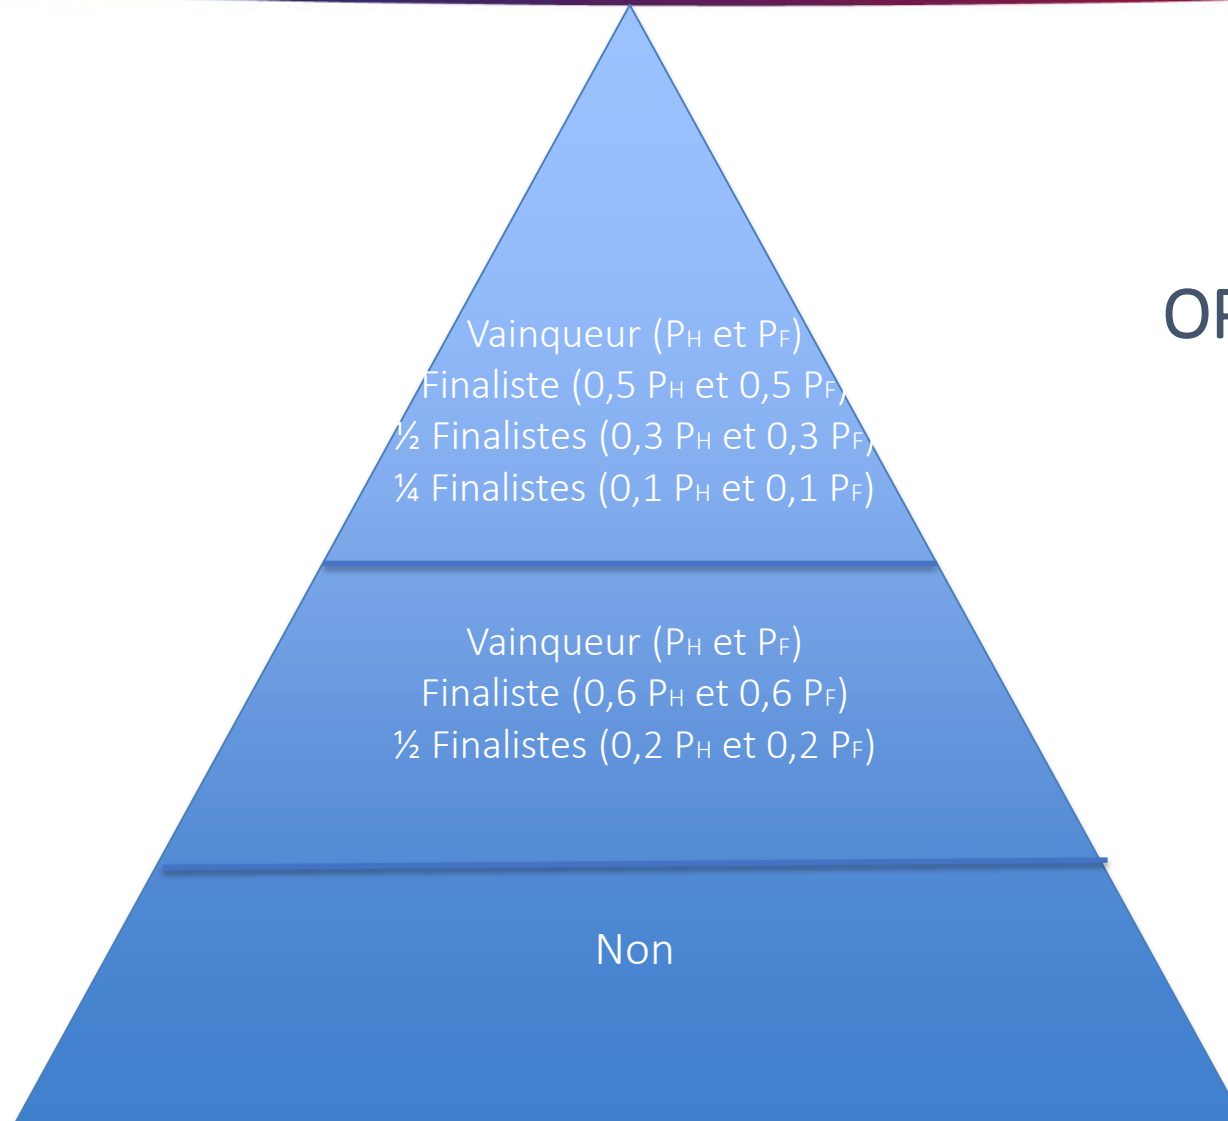 Vainqueur (PH et PF)
Finaliste (0,5 PH et 0,5 PF)
½ Finalistes (0,3 PH et 0,3 PF)
¼ Finalistes (0,1 PH et 0,1 PF)
Vainqueur (PH et PF)
Finaliste (0,6 PH et 0,6 PF)
½ Finalistes (0,2 PH et 0,2 PF)
Non